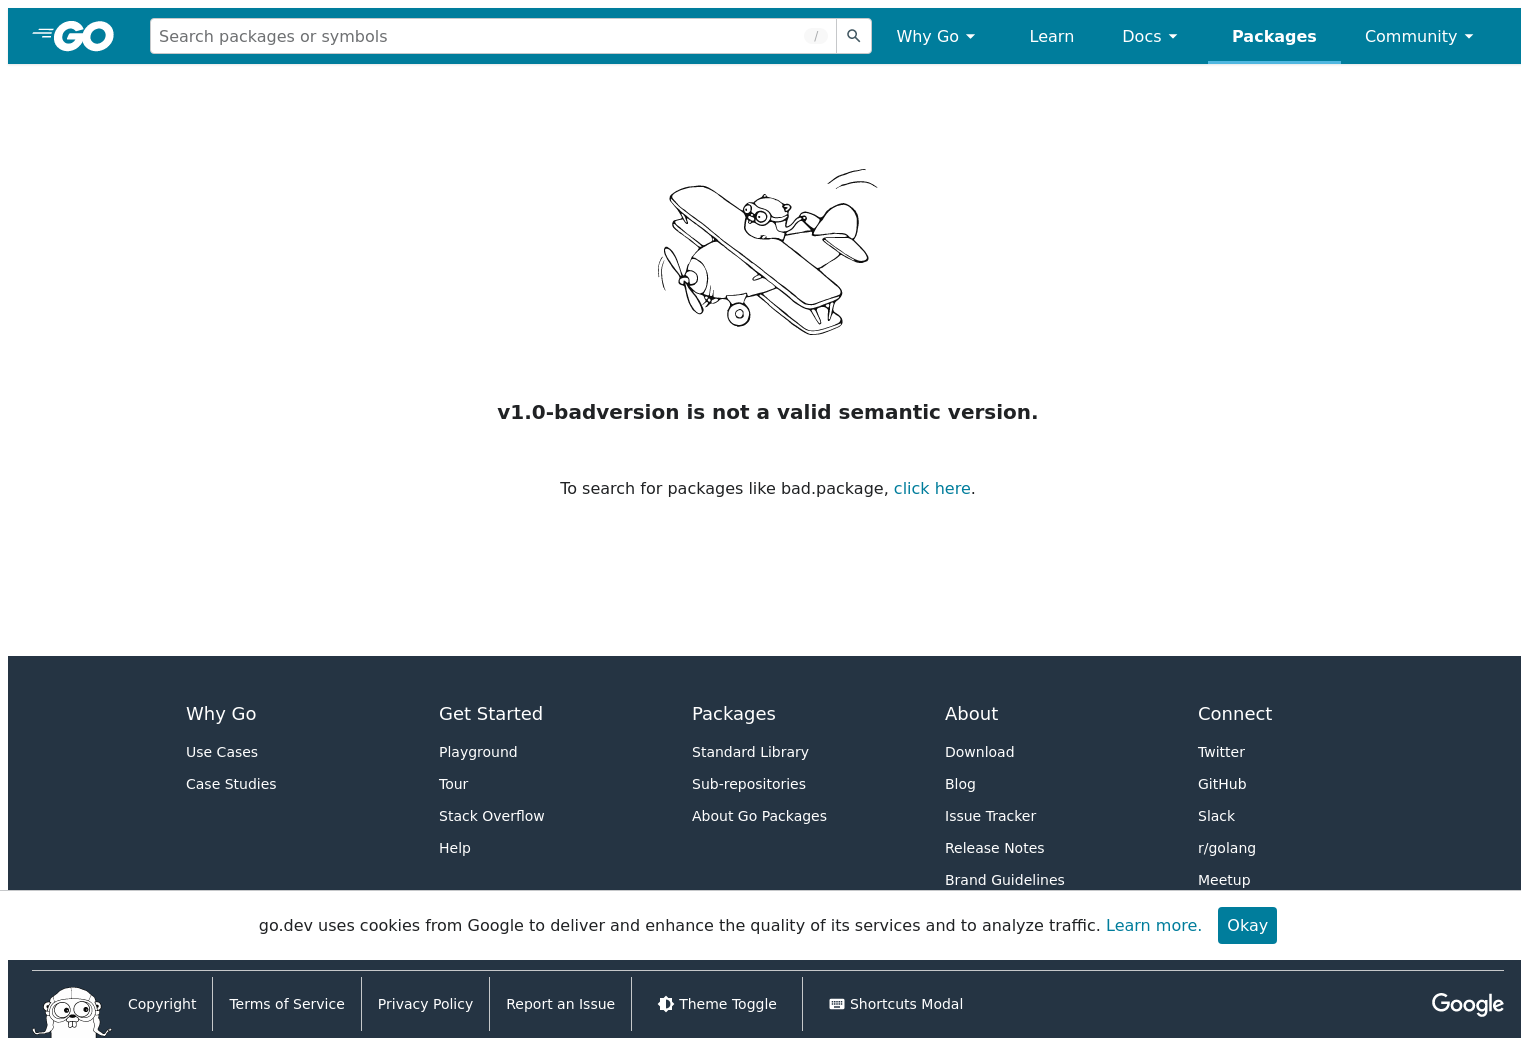 GO
Search packages or symbols
/
Why Go
Learn
Docs
Packages
Community
v1.0-badversion is not a valid semantic version.
To search for packages like bad.package, click here.
Why Go
Use Cases
Case Studies
Get Started
Playground
Tour
Stack Overflow
Help
Packages
Standard Library
Sub-repositories
About Go Packages
About
Download
Blog
Issue Tracker
Release Notes
Brand Guidelines
Connect
Twitter
GitHub
Slack
r/golang
Meetup
go.dev uses cookies from Google to deliver and enhance the quality of its services and to analyze traffic. Learn more.
Okay
Copyright
Terms of Service
Privacy Policy
Report an Issue
Theme Toggle
Shortcuts Modal
Google